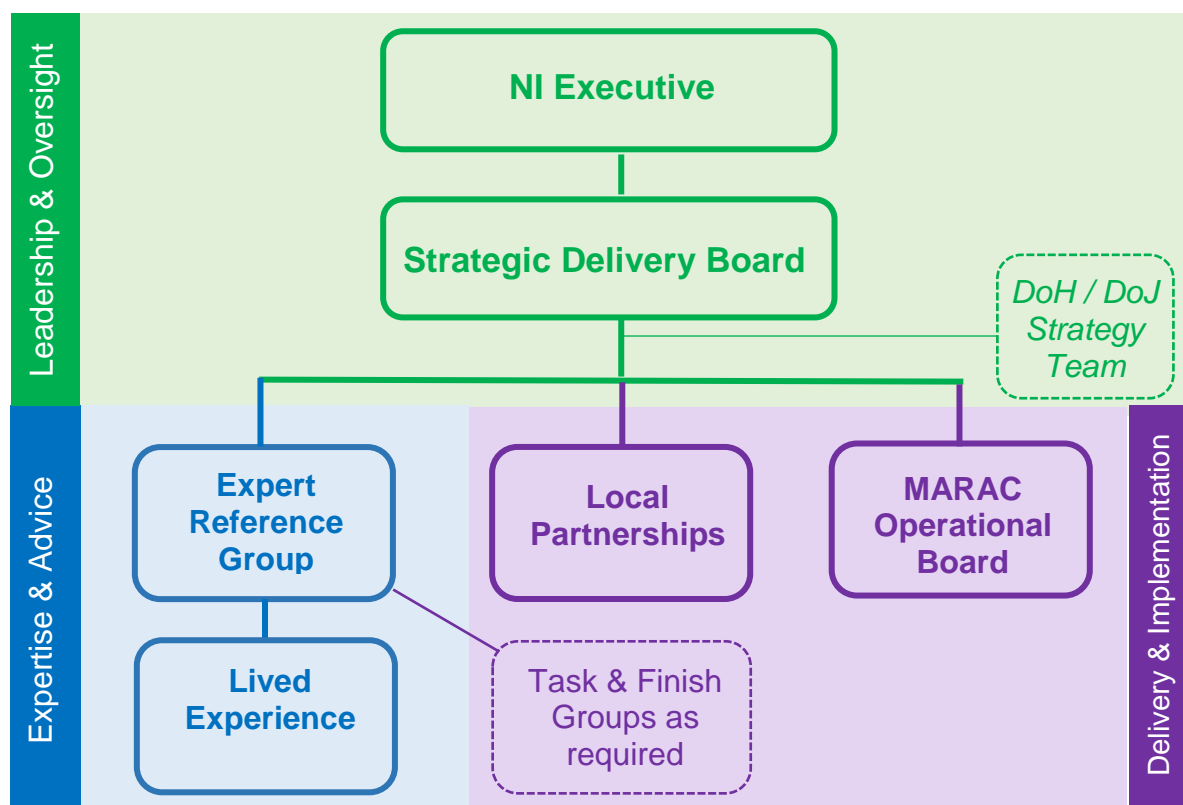 Leadership & Oversight
NI Executive
Strategic Delivery Board
DoH / DoJ
Strategy
Team
Expertise & Advice
Expert
Reference
Group
Local
Partnerships
MARAC
Operational
Board
Delivery & Implementation
Lived
Experience
Task & Finish
Groups as
required